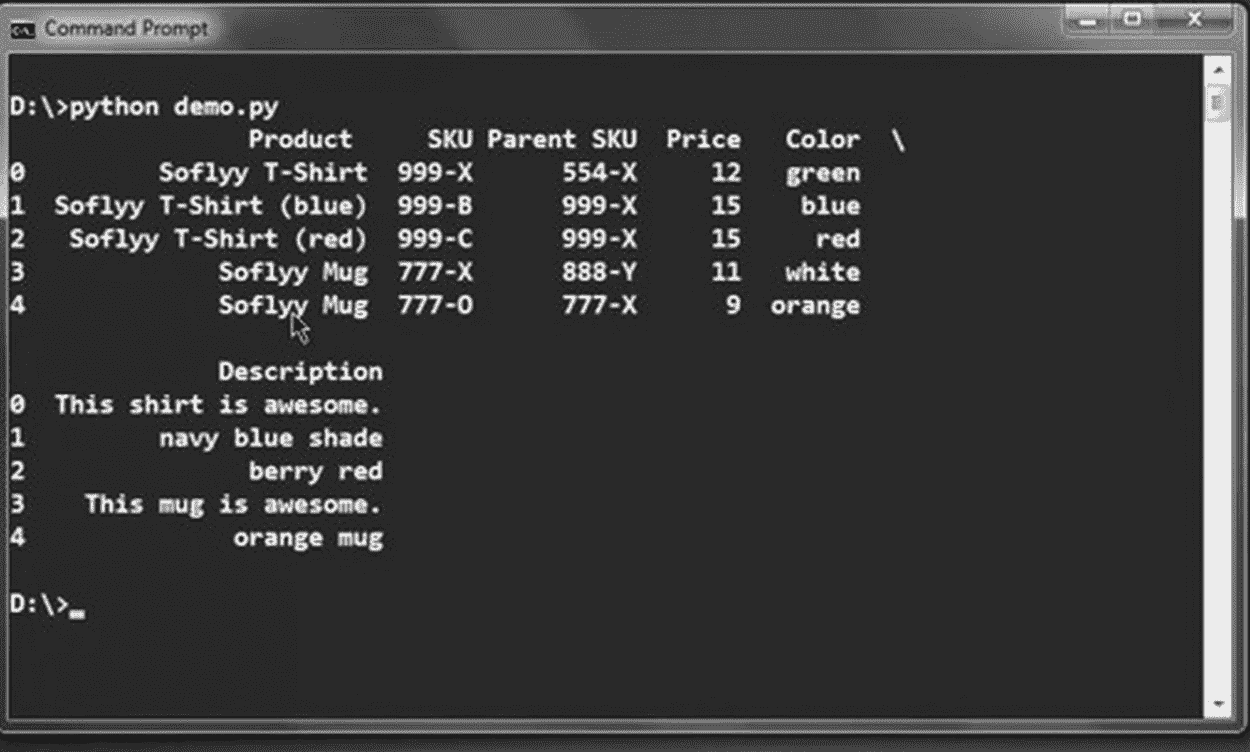 Command Prompt
D:\>python demo.py
Product SKU Parent SKU Price Color \
0 Soflyy T-Shirt 999-X 554-X 12 green
1 Soflyy T-Shirt (blue) 999-B 999-X 15 blue
2 Soflyy T-Shirt (red) 999-C 999-X 15 red
3 Soflyy Mug 777-X 888-Y 11 white
4 Soflyy Mug 777-O 777-X 9 orange
Description
0 This shirt is awesome.
1 navy blue shade
2 berry red
3 This mug is awesome.
4 orange mug
D:\>_